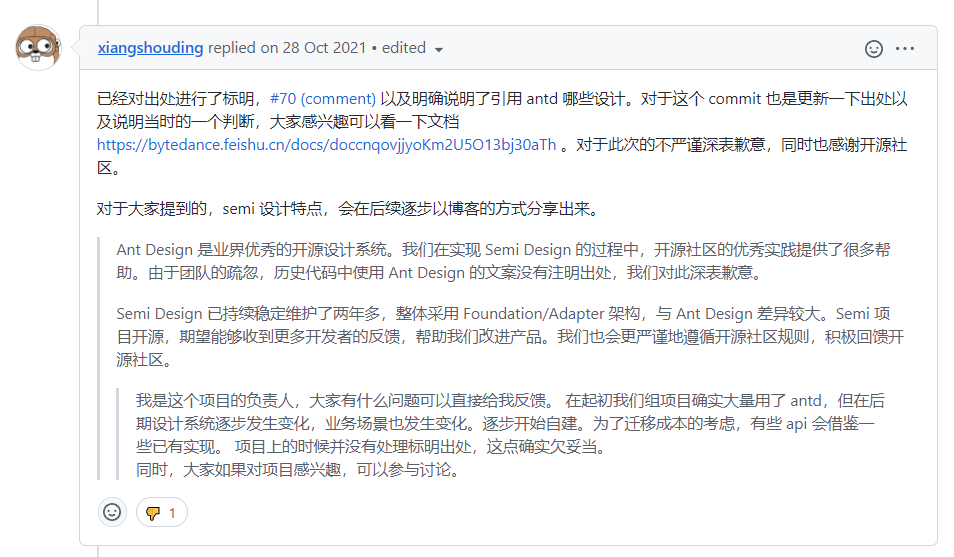 xiangshouding replied on 28 Oct 2021 • edited
已经对出处进行了标明，#70 (comment) 以及明确说明了引用 antd 哪些设计。对于这个 commit 也是更新一下出处以
及说明当时的一个判断，大家感兴趣可以看一下文档
https://bytedance.feishu.cn/docs/doccnqovjjyoKm2U5O13bj30aTh 。对于此次的不严谨深表歉意，同时也感谢开源社
区。
对于大家提到的，semi 设计特点，会在后续逐步以博客的方式分享出来。
Ant Design 是业界优秀的开源设计系统。我们在实现 Semi Design 的过程中，开源社区的优秀实践提供了很多帮
助。由于团队的疏忽，历史代码中使用 Ant Design 的文案没有注明出处，我们对此深表歉意。
Semi Design 已持续稳定维护了两年多，整体采用 Foundation/Adapter 架构，与 Ant Design 差异较大。Semi 项
目开源，期望能够收到更多开发者的反馈，帮助我们改进产品。我们也会更严谨地遵循开源社区规则，积极回馈开
源社区。
我是这个项目的负责人，大家有什么问题可以直接给我反馈。 在起初我们组项目确实大量用了 antd，但在后
期设计系统逐步发生变化，业务场景也发生变化。逐步开始自建。为了迁移成本的考虑，有些 api 会借鉴一
些已有实现。 项目上的时候并没有处理标明出处，这点确实欠妥当。
同时，大家如果对项目感兴趣，可以参与讨论。
1